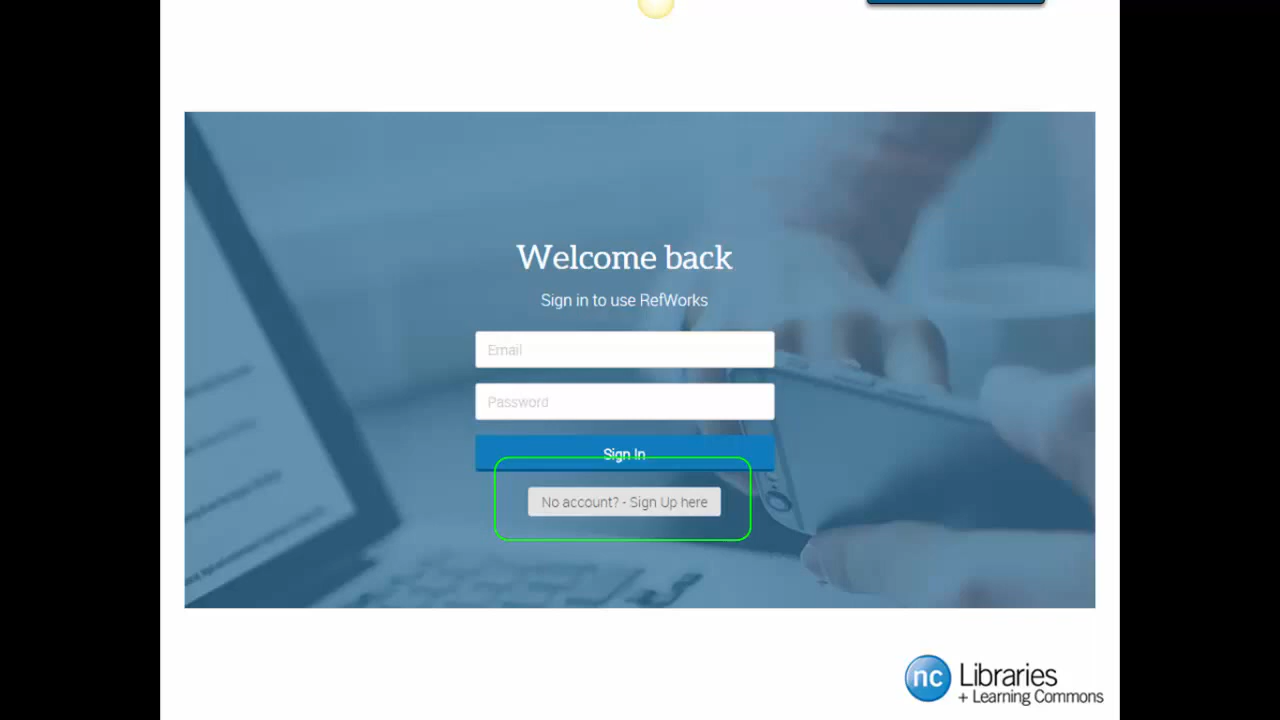 Welcome back
Sign in to use RefWorks
Email
Password
Sign In
No account? - Sign Up here
nc Libraries
+ Learning Commons